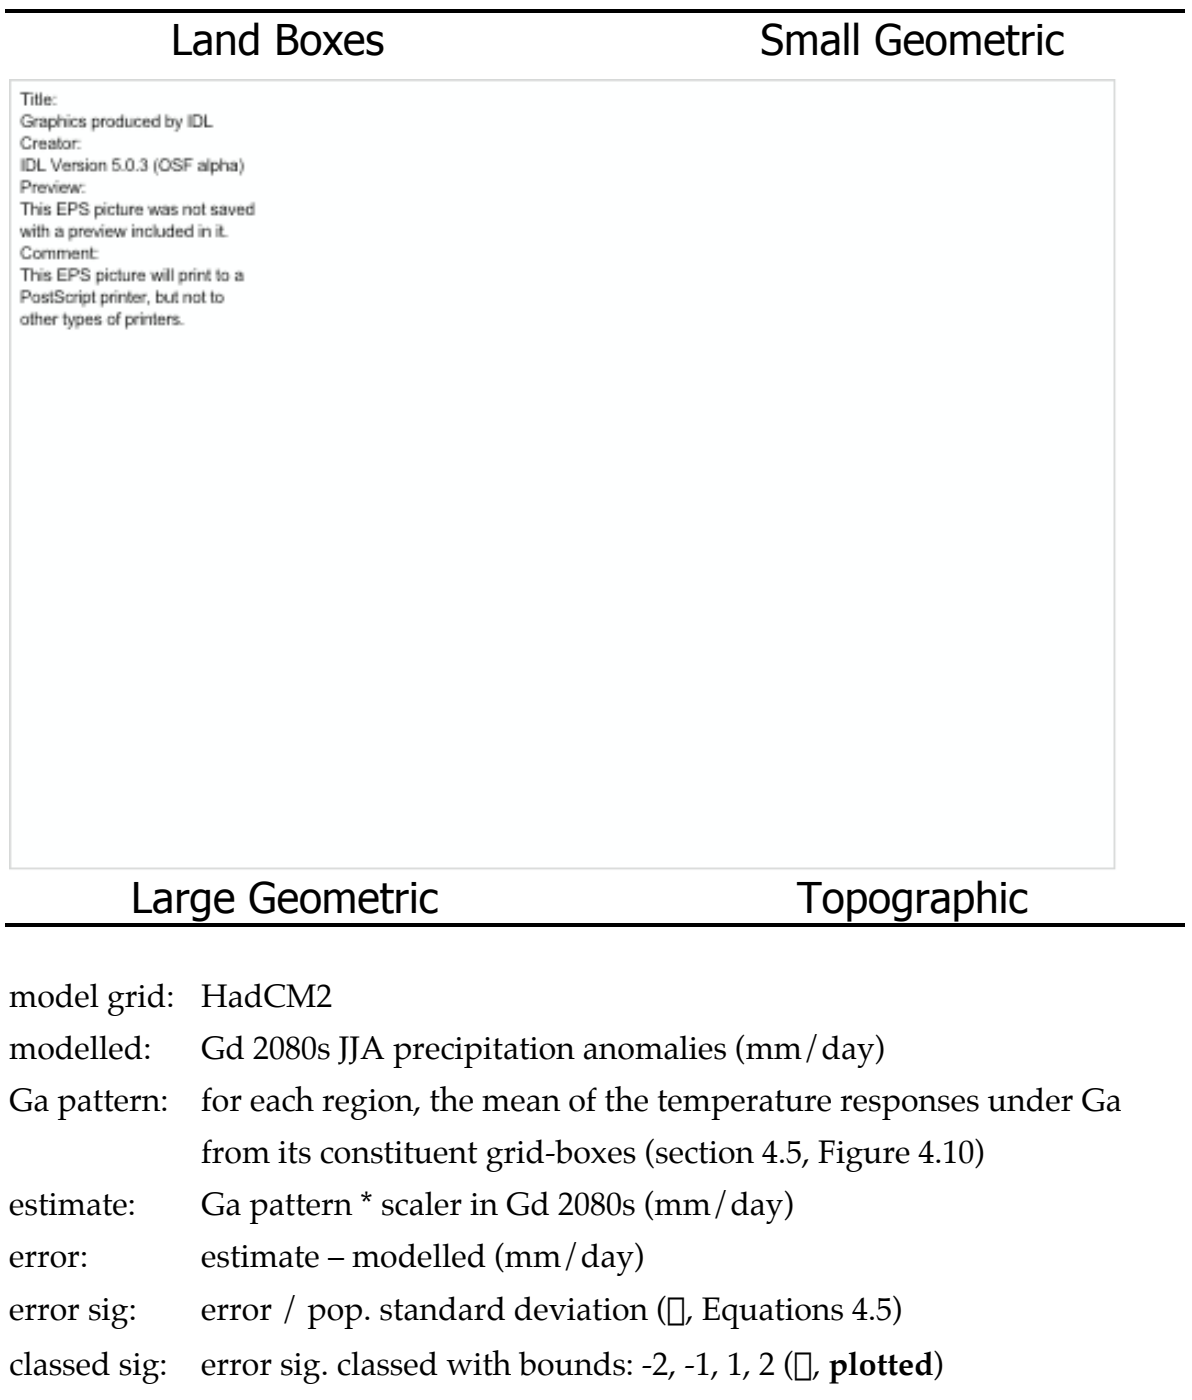 Land Boxes Small Geometric
Title:
Graphics produced by IDL
Creator:
IDL Version 5.0.3 (OSF alpha)
Preview:
This EPS picture was not saved
with a preview included in it.
Comment:
This EPS picture will print to a
PostScript printer, but not to
other types of printers.
Large Geometric Topographic
model grid: HadCM2
modelled: Gd 2080s JJA precipitation anomalies (mm/day)
Ga pattern: for each region, the mean of the temperature responses under Ga
from its constituent grid-boxes (section 4.5, Figure 4.10)
estimate: Ga pattern * scaler in Gd 2080s (mm/day)
error: estimate – modelled (mm/day)
error sig: error / pop. standard deviation (▯, Equations 4.5)
classed sig: error sig. classed with bounds: -2, -1, 1, 2 (▯, plotted)